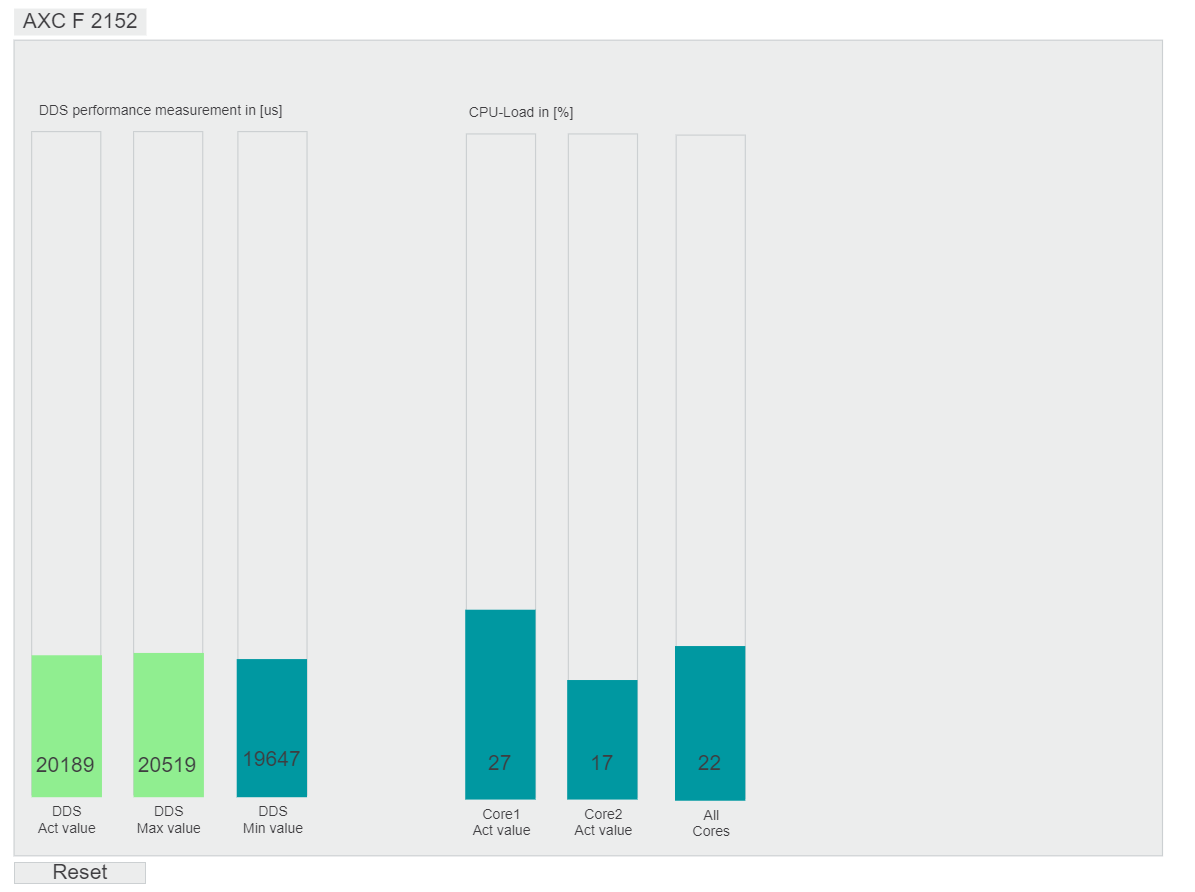 AXC F 2152
DDS performance measurement in [us]
CPU-Load in [%]
20189
20519
19647
27
17
22
DDS
Act value
DDS
Max value
DDS
Min value
Core1
Act value
Core2
Act value
All
Cores
Reset